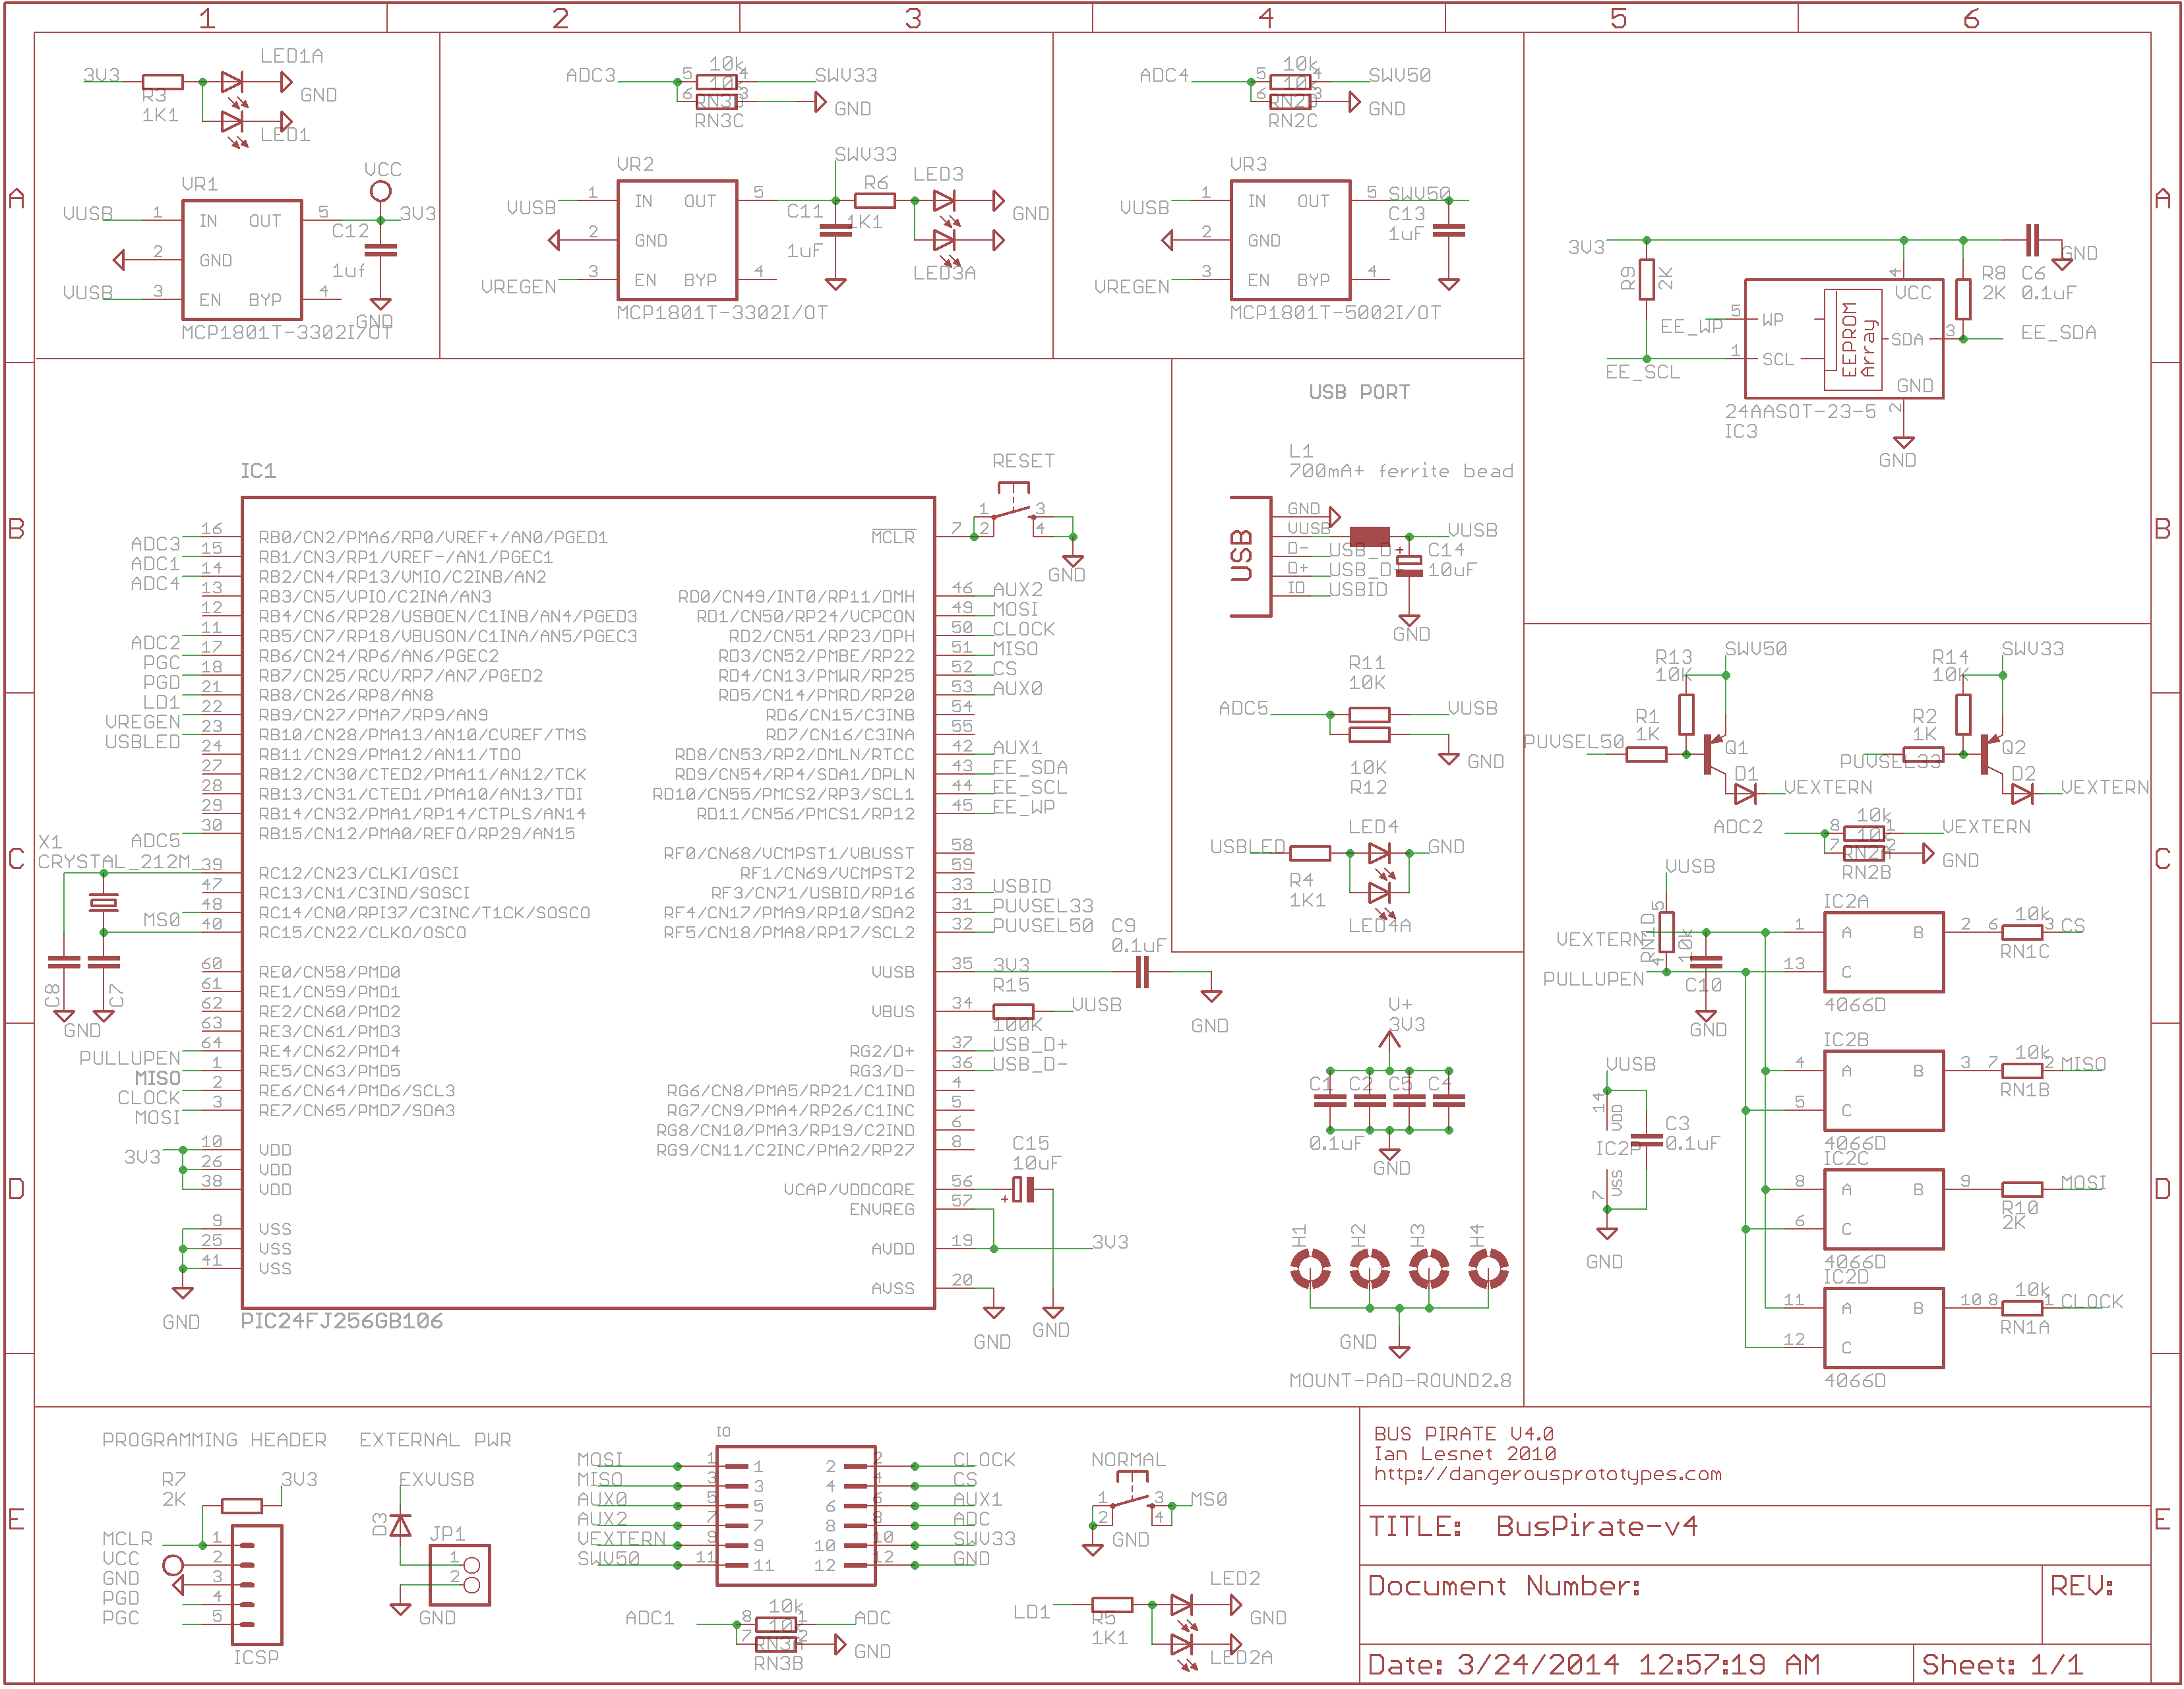 1 2 3 4 5 6
A A
B B
C C
D D
E E
3V3
R3
1K1
LED1A
GND
LED1
VR1
VUSB 1 IN OUT 5 3V3
2 GND
VUSB 3 EN BYP 4
VCC
C12
1uf
GND
MCP1801T-3302I/OT
ADC3 5 10k 4 SWV33
6 3 GND
RN3C
VR2
VUSB 1 IN OUT 5
2 GND
VREGEN 3 EN BYP 4
MCP1801T-3302I/OT
SWV33
C11
1uF
R6
1K1
LED3
GND
LED3A
ADC4 5 10k 4 SWV50
6 3 GND
RN2C
VR3
VUSB 1 IN OUT 5 SWV50
2 GND
VREGEN 3 EN BYP 4
C13
1uF
MCP1801T-5002I/OT
3V3
R9
2K
EE_WP 5 WP
EE_SCL 1 SCL
EEPROM
Array
4 VCC
SDA 3 EE_SDA
GND 2
R8
2K
C6
0.1uF
GND
24AASOT-23-5
IC3
GND
IC1
ADC3 16 RB0/CN2/PMA6/RP0/VREF+/AN0/PGED1
ADC1 15 RB1/CN3/RP1/VREF-/AN1/PGEC1
ADC4 14 RB2/CN4/RP13/VMIO/C2INB/AN2
13 RB3/CN5/VPIO/C2INA/AN3
12 RB4/CN6/RP28/USBOEN/C1INB/AN4/PGED3
11 RB5/CN7/RP18/VBUSON/C1INA/AN5/PGEC3
ADC2 17 RB6/CN24/RP6/AN6/PGEC2
PGC 18 RB7/CN25/RCV/RP7/AN7/PGED2
PGD 21 RB8/CN26/RP8/AN8
LD1 22 RB9/CN27/PMA7/RP9/AN9
VREGEN 23 RB10/CN28/PMA13/AN10/CVREF/TMS
USBLED 24 RB11/CN29/PMA12/AN11/TDO
27 RB12/CN30/CTED2/PMA11/AN12/TCK
28 RB13/CN31/CTED1/PMA10/AN13/TDI
29 RB14/CN32/PMA1/RP14/CTPLS/AN14
ADC5 30 RB15/CN12/PMA0/REFO/RP29/AN15
X1
CRYSTAL_212M_
39 RC12/CN23/CLKI/OSCI
47 RC13/CN1/C3IND/SOSCI
48 RC14/CN0/RPI37/C3INC/T1CK/SOSCO
MS0 40 RC15/CN22/CLKO/OSCO
C8 C7
GND
60 RE0/CN58/PMD0
61 RE1/CN59/PMD1
62 RE2/CN60/PMD2
63 RE3/CN61/PMD3
64 RE4/CN62/PMD4
PULLUPEN 1 RE5/CN63/PMD5
MISO 2 RE6/CN64/PMD6/SCL3
CLOCK 3 RE7/CN65/PMD7/SDA3
MOSI
3V3 10 VDD
26 VDD
38 VDD
9 VSS
25 VSS
41 VSS
GND
PIC24FJ256GB106
RESET
MCLR 7 1 2 3 4
GND
RD0/CN49/INT0/RP11/DMH 46 AUX2
RD1/CN50/RP24/VCPCON 49 MOSI
RD2/CN51/RP23/DPH 50 CLOCK
RD3/CN52/PMBE/RP22 51 MISO
RD4/CN13/PMWR/RP25 52 CS
RD5/CN14/PMRD/RP20 53 AUX0
RD6/CN15/C3INB 54
RD7/CN16/C3INA 55
RD8/CN53/RP2/DMLN/RTCC 42 AUX1
RD9/CN54/RP4/SDA1/DPLN 43 EE_SDA
RD10/CN55/PMCS2/RP3/SCL1 44 EE_SCL
RD11/CN56/PMCS1/RP12 45 EE_WP
RF0/CN68/VCMPST1/VBUSST 58
RF1/CN69/VCMPST2 59
RF3/CN71/USBID/RP16 33 USBID
RF4/CN17/PMA9/RP10/SDA2 31 PUVSEL33
RF5/CN18/PMA8/RP17/SCL2 32 PUVSEL50
C9
0.1uF
VUSB 35 3V3
GND
VBUS 34 R15 100K VUSB
RG2/D+ 37 USB_D+
RG3/D- 36 USB_D-
RG6/CN8/PMA5/RP21/C1IND 4
RG7/CN9/PMA4/RP26/C1INC 5
RG8/CN10/PMA3/RP19/C2IND 6
RG9/CN11/C2INC/PMA2/RP27 8
C15
10uF
VCAP/VDDCORE 56 +
ENVREG 57
AVDD 19 3V3
AVSS 20
GND GND
USB PORT
L1
700mA+ ferrite bead
USB
GND
VUSB VUSB
D- USB_D-
D+ USB_D+
ID USBID
+ C14
10uF
GND
R11
10K
ADC5 VUSB
GND
10K
R12
LED4
USBLED GND
R4
1K1
LED4A
V+
3V3
C1 C2 C5 C4
0.1uF
GND
H1 H2 H3 H4
GND
MOUNT-PAD-ROUND2.8
R13
10K
SWV50
R1
1K
PUVSEL50
Q1
D1
VEXTERN
R14
10K
SWV33
R2
1K
PUVSEL33
Q2
D2
VEXTERN
ADC2 8 10k 1 VEXTERN
7 2 GND
RN2B
VUSB
RN1D
10k
5
4
VEXTERN
PULLUPEN
C10
GND
IC2A
1 A B 2 6 10k 3 CS
13 C RN1C
4066D
IC2B
4 A B 3 7 10k 2 MISO
5 C RN1B
4066D
IC2C
8 A B 9 MOSI
6 C R10
2K
4066D
IC2D
11 A B 10 8 10k 1 CLOCK
12 C RN1A
4066D
VUSB
14 VDD
IC2P
C3
0.1uF
7 VSS
GND
PROGRAMMING HEADER
R7
2K
3V3
MCLR 1
VCC 2
GND 3
PGD 4
PGC 5
ICSP
EXTERNAL PWR
EXVUSB
D3
JP1
1
2
GND
IO
MOSI 1 1 2 2 CLOCK
MISO 3 3 4 4 CS
AUX0 5 5 6 6 AUX1
AUX2 7 7 8 8 ADC
VEXTERN 9 9 10 10 SWV33
SWV50 11 11 12 12 GND
ADC1 8 10k 1 ADC
7 2 GND
RN3B
NORMAL
1 2 3 4 MS0
GND
LD1
R5
1K1
LED2
GND
LED2A
BUS PIRATE V4.0
Ian Lesnet 2010
http://dangerousprototypes.com
TITLE: BusPirate-v4
Document Number: REV:
Date: 3/24/2014 12:57:19 AM Sheet: 1/1